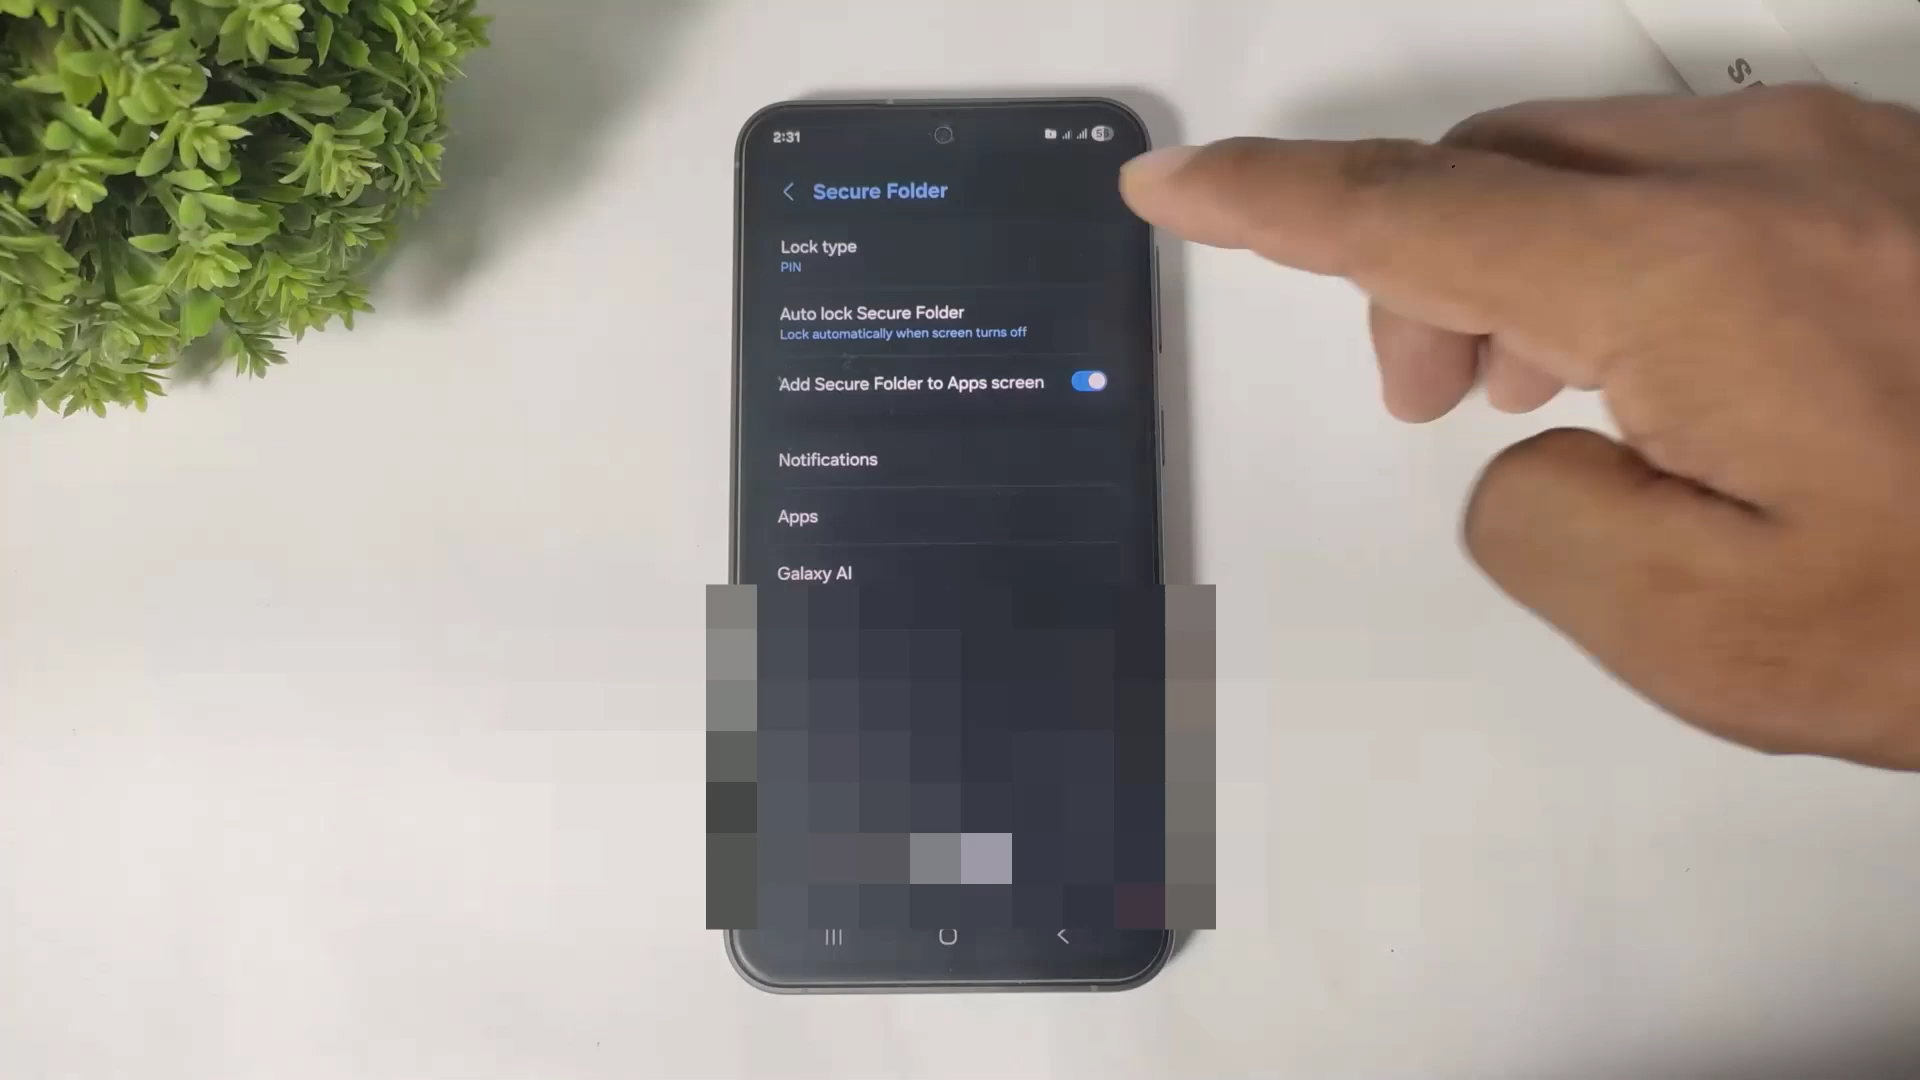 2:31
Secure Folder
Lock type
PIN
Auto lock Secure Folder
Lock automatically when screen turns off
Add Secure Folder to Apps screen
Notifications
Apps
Galaxy AI